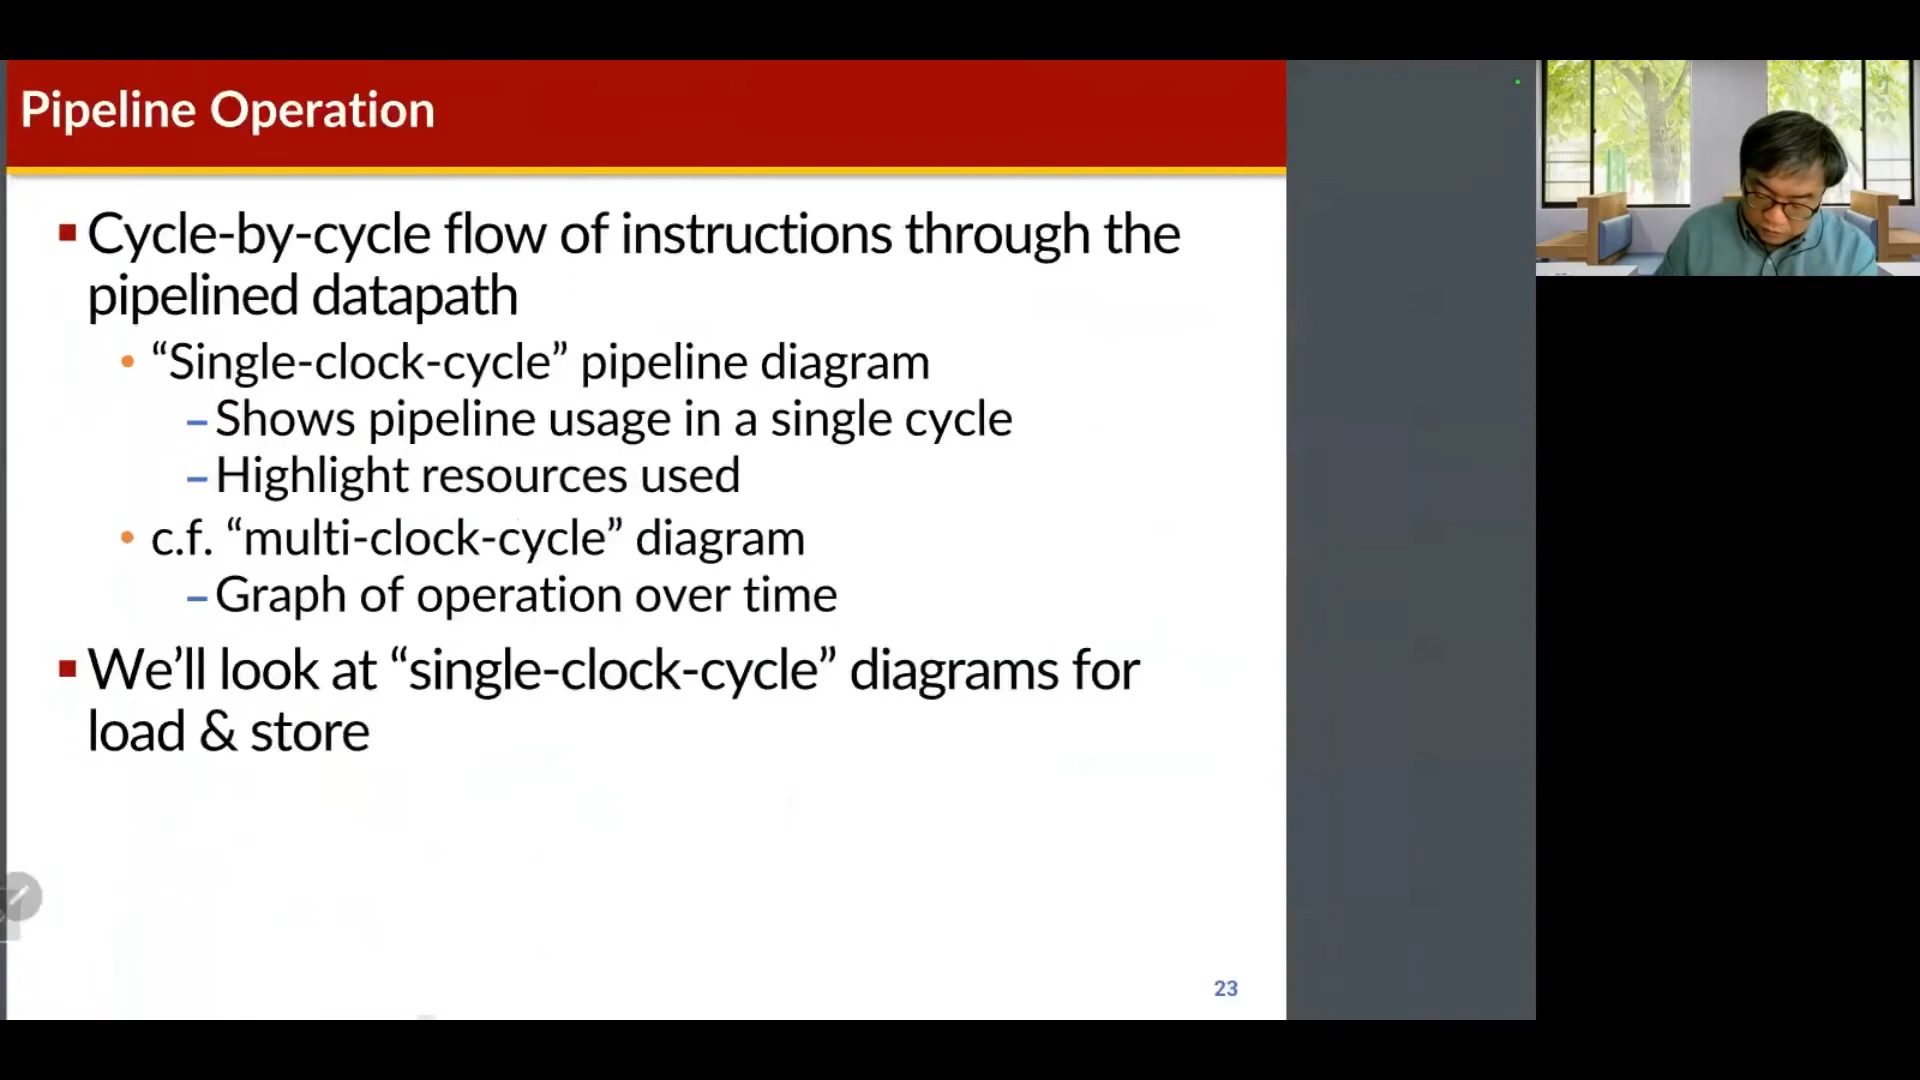 Pipeline Operation
Cycle-by-cycle flow of instructions through the
pipelined datapath
“Single-clock-cycle” pipeline diagram
–Shows pipeline usage in a single cycle
–Highlight resources used
c.f. “multi-clock-cycle” diagram
–Graph of operation over time
We’ll look at “single-clock-cycle” diagrams for
load & store
23